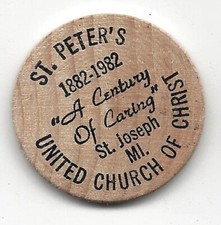 ST. PETER'S
1882-1982
"A Century
Of Caring"
St. Joseph
MI.
UNITED CHURCH OF CHRIST